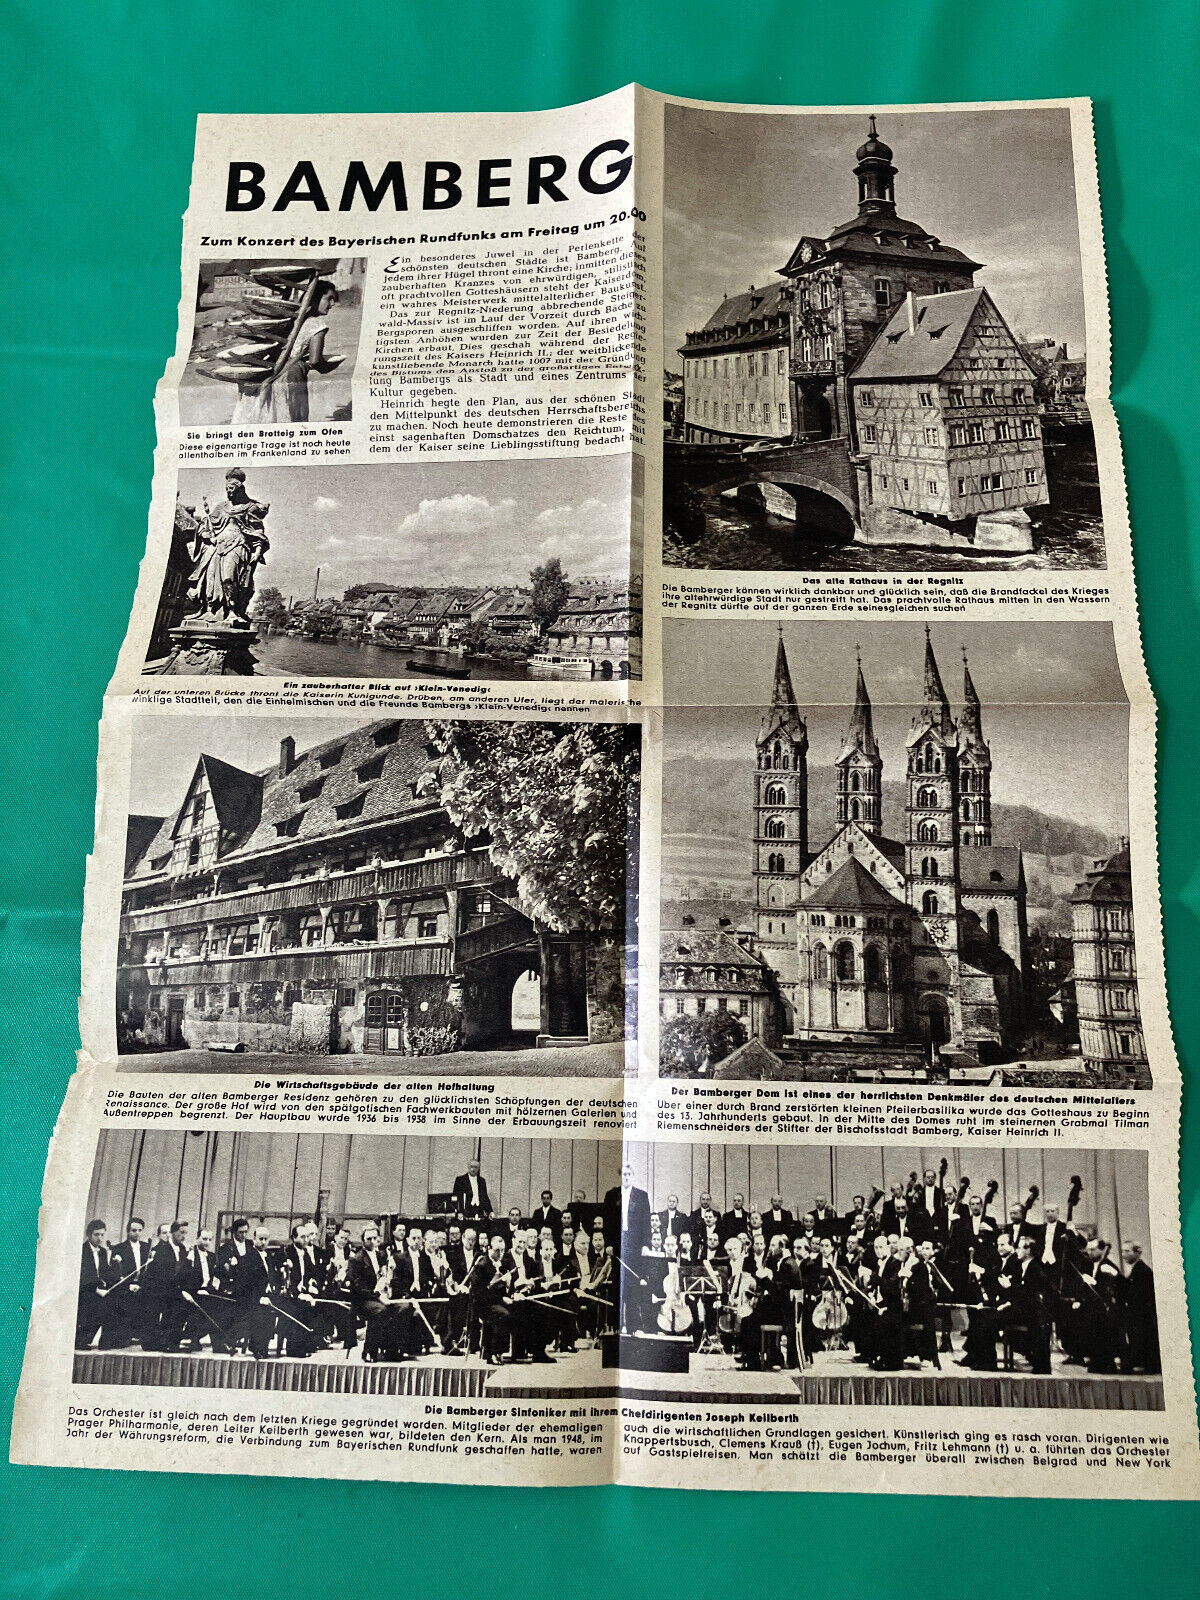 BAMBERG
Zum Konzert des Bayerischen Rundfunks am Freitag um 20.00
Ein besonderes Juwel in der Perlenkette der
schönsten deutschen Städte ist Bamberg. Auf
jedem ihrer Hügel thront eine Kirche; inmitten dieses
zauberhaften Kranzes von ehrwürdigen, stilistisch
oft prachtvollen Gotteshäusern steht der Kaiserdom,
ein wahres Meisterwerk mittelalterlicher Baukunst.
Das zur Regnitz-Niederung abbrechende Steiger-
wald-Massiv ist im Lauf der Vorzeit durch Bäche zu
Bergsporen ausgeschliffen worden. Auf ihren wich-
tigsten Anhöhen wurden zur Zeit der Besiedelung
Kirchen erbaut. Dies geschah während der Regie-
rungszeit des Kaisers Heinrich II.; der weitblickende
kunstliebende Monarch hatte 1007 mit der Gründung
des Bistums den Anstoß zu der großartigen Entwick-
lung Bambergs als Stadt und eines Zentrums der
Kultur gegeben.
Heinrich hegte den Plan, aus der schönen Stadt
den Mittelpunkt des deutschen Herrschaftsbereichs
zu machen. Noch heute demonstrieren die Reste des
einst sagenhaften Domschatzes den Reichtum, mit
dem der Kaiser seine Lieblingsstiftung bedacht hat.
Sie bringt den Brotteig zum Ofen
Diese eigenartige Trage ist noch heute
allenthalben im Frankenland zu sehen
Das alte Rathaus in der Regnitz
Die Bamberger können wirklich dankbar und glücklich sein, daß die Brandfackel des Krieges
ihre altehrwürdige Stadt nur gestreift hat. Das prachtvolle Rathaus mitten in den Wassern
der Regnitz dürfte auf der ganzen Erde seinesgleichen suchen
Ein zauberhafter Blick auf ›Klein-Venedig‹
Auf der unteren Brücke thront die Kaiserin Kunigunde. Drüben, am anderen Ufer, liegt der malerische
winklige Stadtteil, den die Einheimischen und die Freunde Bambergs ›Klein-Venedig‹ nennen
Die Wirtschaftsgebäude der alten Hofhaltung
Die Bauten der alten Bamberger Residenz gehören zu den glücklichsten Schöpfungen der deutschen
Renaissance. Der große Hof wird von den spätgotischen Fachwerkbauten mit hölzernen Galerien und
Außentreppen begrenzt. Der Hauptbau wurde 1936 bis 1938 im Sinne der Erbauungszeit renoviert
Der Bamberger Dom ist eines der herrlichsten Denkmäler des deutschen Mittelalters
Über einer durch Brand zerstörten kleinen Pfeilerbasilika wurde das Gotteshaus zu Beginn
des 13. Jahrhunderts gebaut. In der Mitte des Domes ruht im steinernen Grabmal Tilman
Riemenschneiders der Stifter der Bischofsstadt Bamberg, Kaiser Heinrich II.
Die Bamberger Sinfoniker mit ihrem Chefdirigenten Joseph Keilberth
Das Orchester ist gleich nach dem letzten Kriege gegründet worden. Mitglieder der ehemaligen
Prager Philharmonie, deren Leiter Keilberth gewesen war, bildeten den Kern. Als man 1948, im
Jahr der Währungsreform, die Verbindung zum Bayerischen Rundfunk geschaffen hatte, waren
auch die wirtschaftlichen Grundlagen gesichert. Künstlerisch ging es rasch voran. Dirigenten wie
Knappertsbusch, Clemens Krauß (†), Eugen Jochum, Fritz Lehmann (†) u. a. führten das Orchester
auf Gastspielreisen. Man schätzt die Bamberger überall zwischen Belgrad und New York